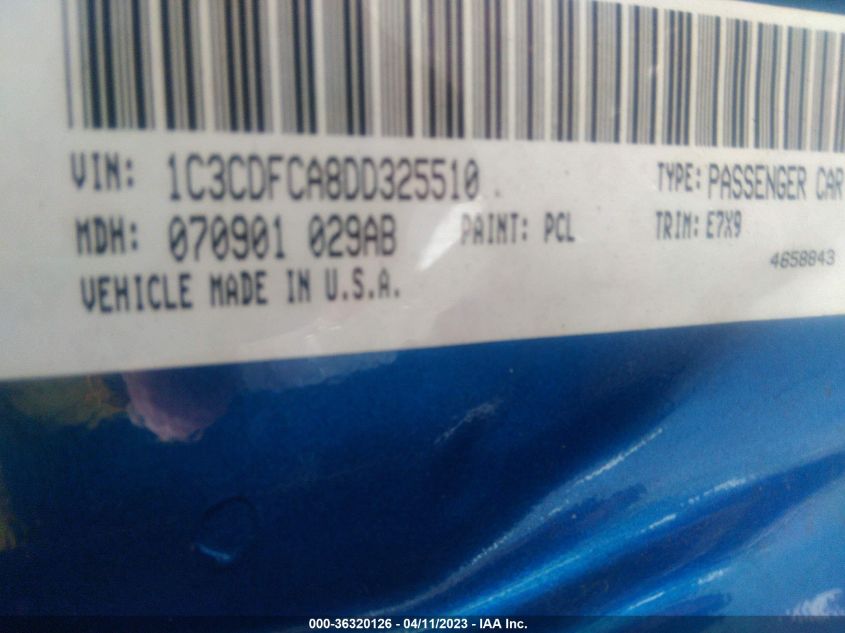 VIN: 1C3CDFCA8DD325510 TYPE: PASSENGER CAR
MDH: 070901 029AB PAINT: PCL TRIM: E7X9
4658843
VEHICLE MADE IN U.S.A.
000-36320126 - 04/11/2023 - IAA Inc.